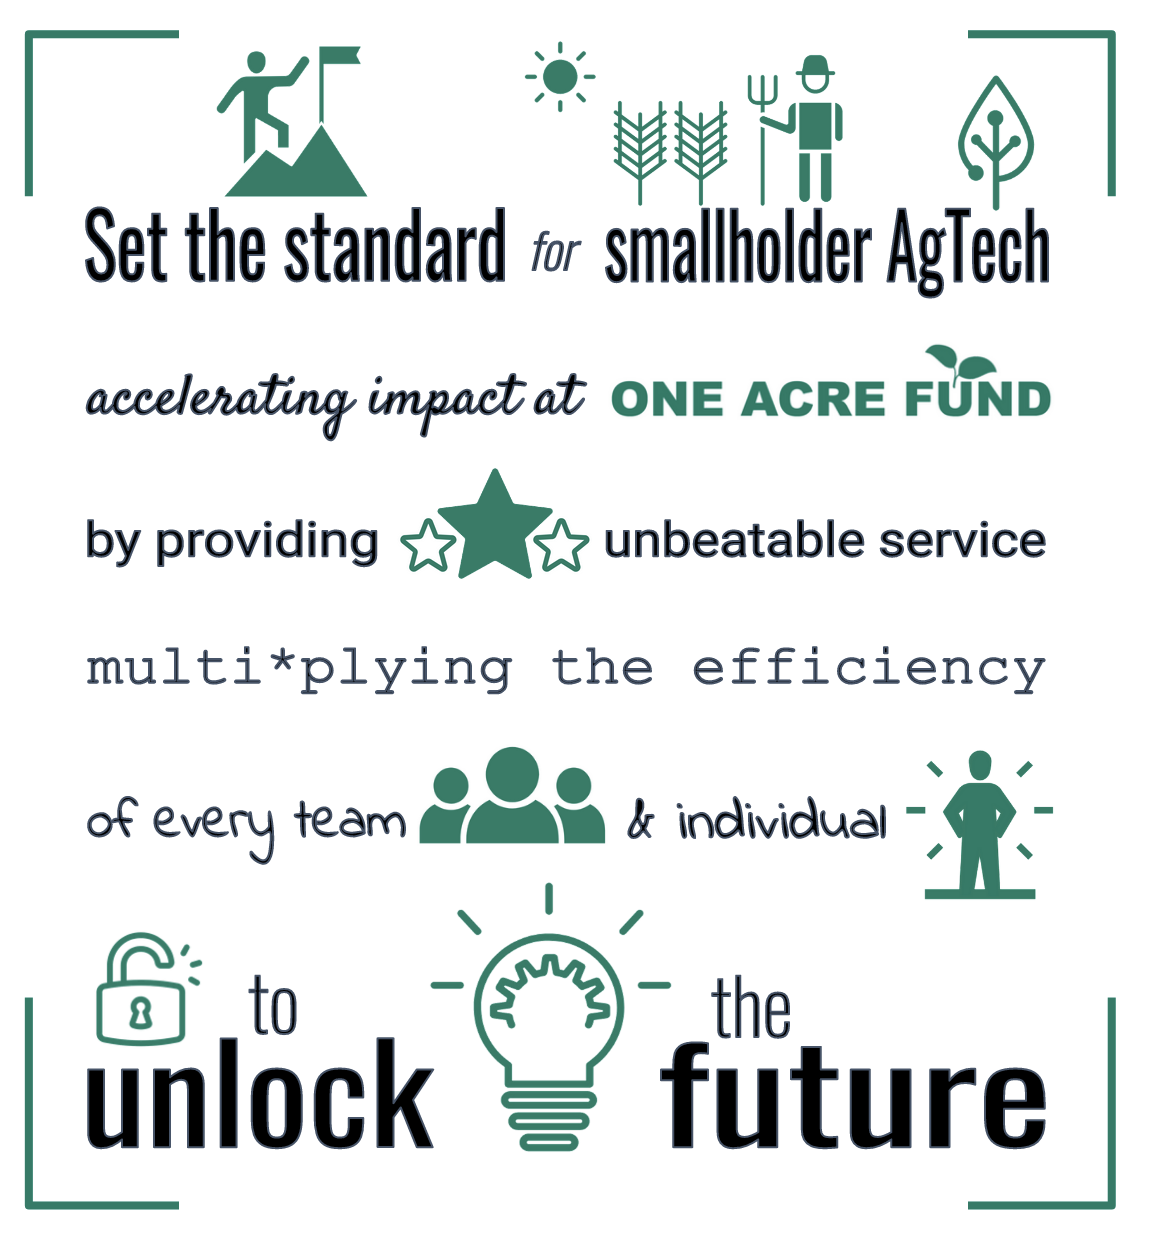 Set the standard for smallholder AgTech
accelerating impact at ONE ACRE FUND
by providing unbeatable service
multi*plying the efficiency
of every team & individual
to unlock the future